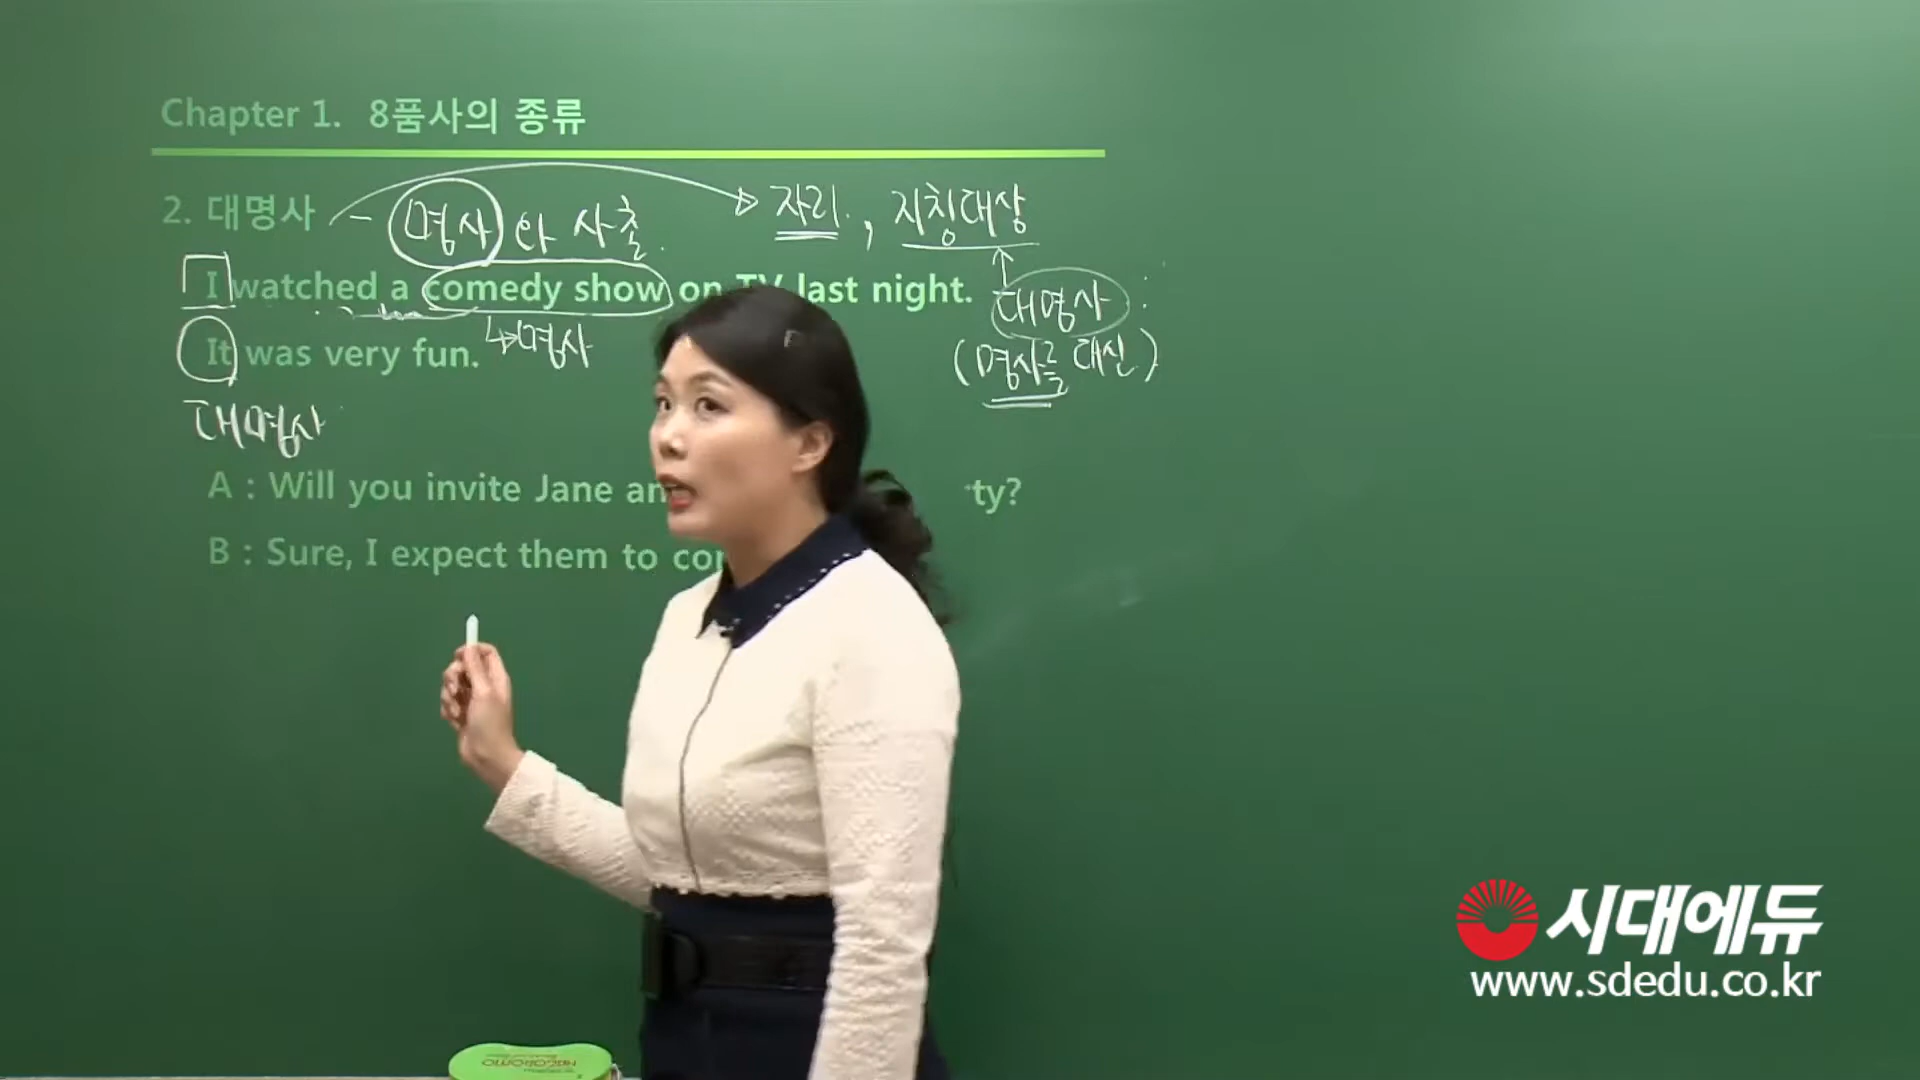 Chapter 1. 8품사의 종류
2. 대명사 - 명사와 사촌. 자리, 지칭대상
I watched a comedy show on TV last night. 대명사:
It was very fun. 명사 (명사를 대신)
대명사
A : Will you invite Jane an ty?
B : Sure, I expect them to co
시대에듀
www.sdedu.co.kr